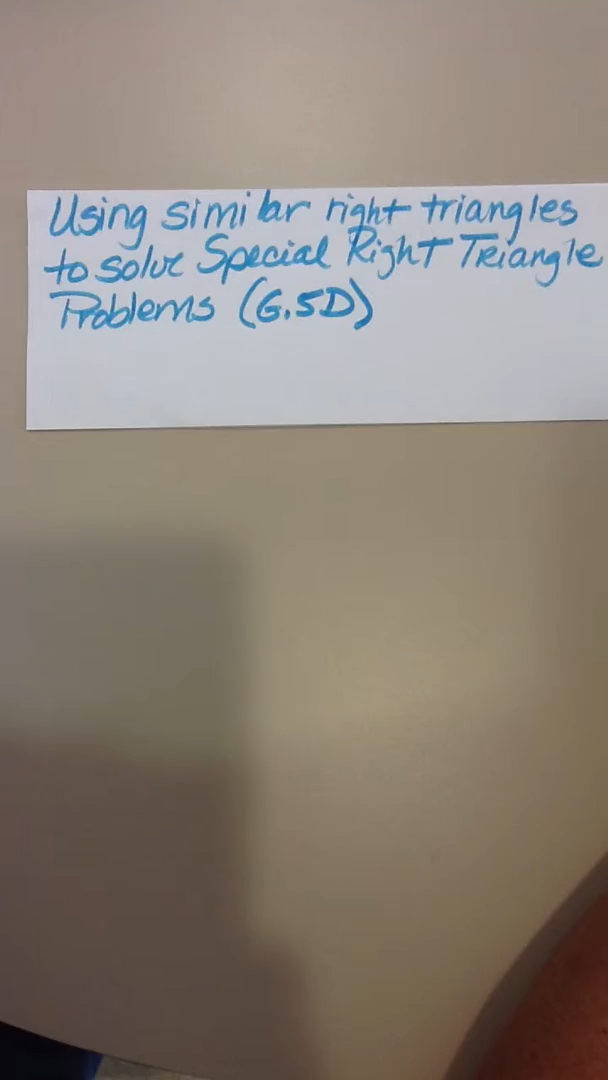 Using similar right triangles
to solve Special Right Triangle
Problems (G.5D)